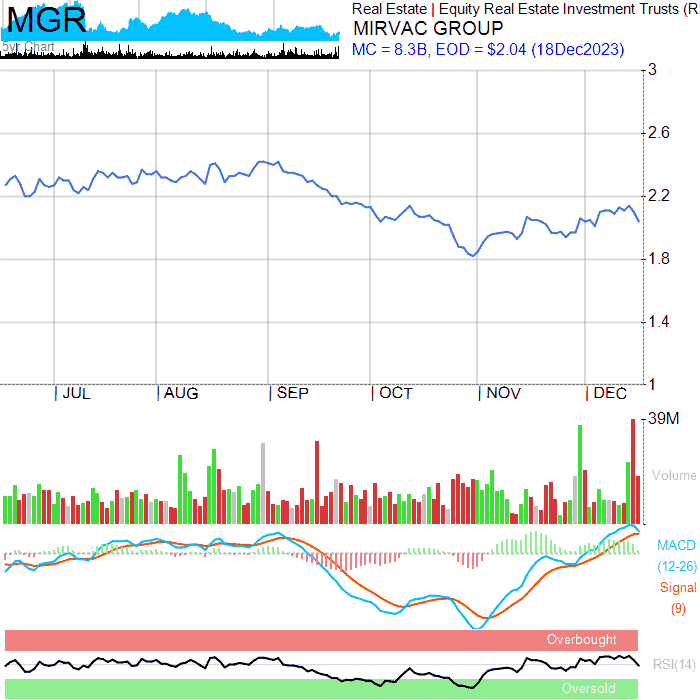 MGR
5yr Chart
Real Estate | Equity Real Estate Investment Trusts (R
MIRVAC GROUP
MC = 8.3B, EOD = $2.04 (18Dec2023)
3
2.6
2.2
1.8
1.4
1
JUL AUG SEP OCT NOV DEC
39M
Volume
MACD
(12-26)
Signal
(9)
Overbought
RSI(14)
Oversold